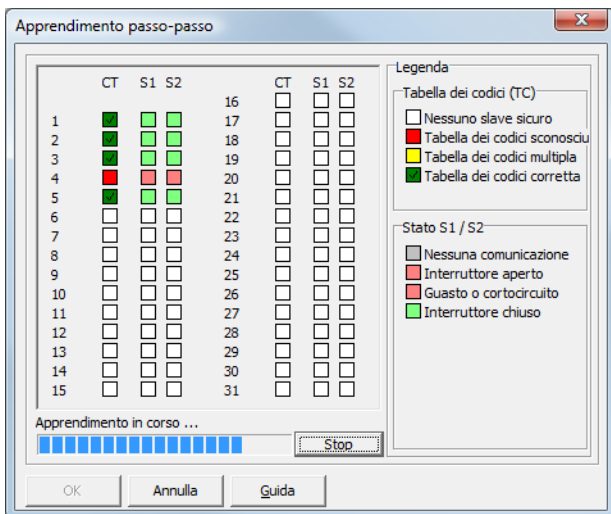 Apprendimento passo-passo
CT S1 S2 CT S1 S2
16
1 17
2 18
3 19
4 20
5 21
6 22
7 23
8 24
9 25
10 26
11 27
12 28
13 29
14 30
15 31
Apprendimento in corso ...
Stop
OK Annulla Guida
Legenda
Tabella dei codici (TC)
Nessuno slave sicuro
Tabella dei codici sconosciu
Tabella dei codici multipla
Tabella dei codici corretta
Stato S1 / S2
Nessuna comunicazione
Interruttore aperto
Guasto o cortocircuito
Interruttore chiuso